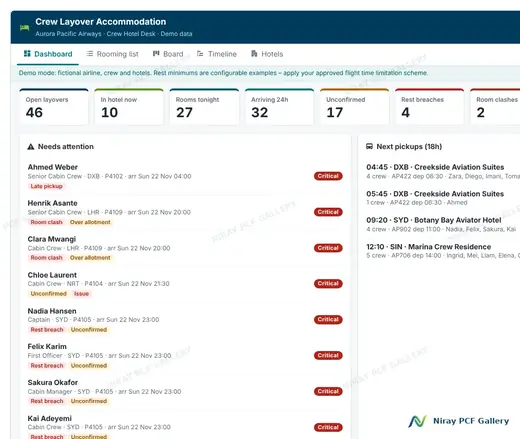 Crew Layover Accommodation
Aurora Pacific Airways · Crew Hotel Desk · Demo data
Dashboard
Rooming list
Board
Timeline
Hotels
Demo mode: fictional airline, crew and hotels. Rest minimums are configurable examples – apply your approved flight time limitation scheme.
Open layovers
46
In hotel now
10
Rooms tonight
27
Arriving 24h
32
Unconfirmed
17
Rest breaches
4
Room clashes
2
Needs attention
Ahmed Weber
Senior Cabin Crew · DXB · P4102 · arr Sun 22 Nov 04:00
Late pickup
Critical
Henrik Asante
Senior Cabin Crew · LHR · P4109 · arr Sun 22 Nov 20:00
Room clash Over allotment
Critical
Clara Mwangi
Cabin Crew · LHR · P4109 · arr Sun 22 Nov 20:00
Room clash Over allotment
Critical
Chloe Laurent
Cabin Crew · NRT · P4104 · arr Sun 22 Nov 21:30
Unconfirmed Issue
Critical
Nadia Hansen
Captain · SYD · P4105 · arr Sun 22 Nov 23:00
Rest breach Unconfirmed
Critical
Felix Karim
First Officer · SYD · P4105 · arr Sun 22 Nov 23:00
Rest breach Unconfirmed
Critical
Sakura Okafor
Cabin Manager · SYD · P4105 · arr Sun 22 Nov 23:00
Rest breach Unconfirmed
Critical
Kai Adeyemi
Cabin Crew · SYD · P4105 · arr Sun 22 Nov 23:00
Rest breach Unconfirmed
Critical
Next pickups (18h)
04:45 · DXB · Creekside Aviation Suites
4 crew · AP422 dep 06:30 · Zara, Diego, Imani, Toma
05:45 · DXB · Creekside Aviation Suites
1 crew · AP422 dep 06:30 · Ahmed
09:20 · SYD · Botany Bay Aviator Hotel
4 crew · AP902 dep 11:00 · Nadia, Felix, Sakura, Kai
12:10 · SIN · Marina Crew Residence
5 crew · AP706 dep 14:00 · Ingrid, Mei, Liam, Elena,
Niray PCF Gallery
NIRAY PCF GALLERY